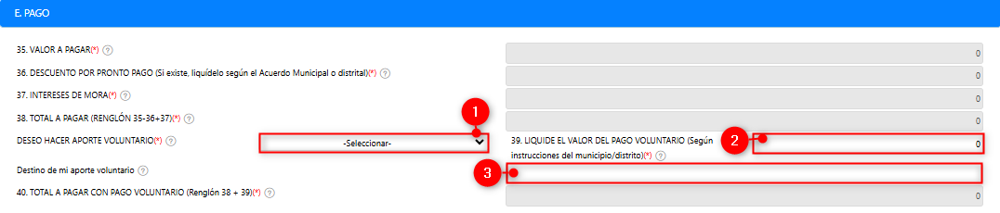 E. PAGO
35. VALOR A PAGAR(*) ?
0
36. DESCUENTO POR PRONTO PAGO (Si existe, liquídelo según el Acuerdo Municipal o distrital)(*) ?
0
37. INTERESES DE MORA(*) ?
0
38. TOTAL A PAGAR (RENGLÓN 35-36+37)(*) ?
0
1
DESEO HACER APORTE VOLUNTARIO(*) ?
-Seleccionar-
39. LIQUIDE EL VALOR DEL PAGO VOLUNTARIO (Según
instrucciones del municipio/distrito)(*) ?
2
0
Destino de mi aporte voluntario ?
3
40. TOTAL A PAGAR CON PAGO VOLUNTARIO (Renglón 38 + 39)(*) ?
0